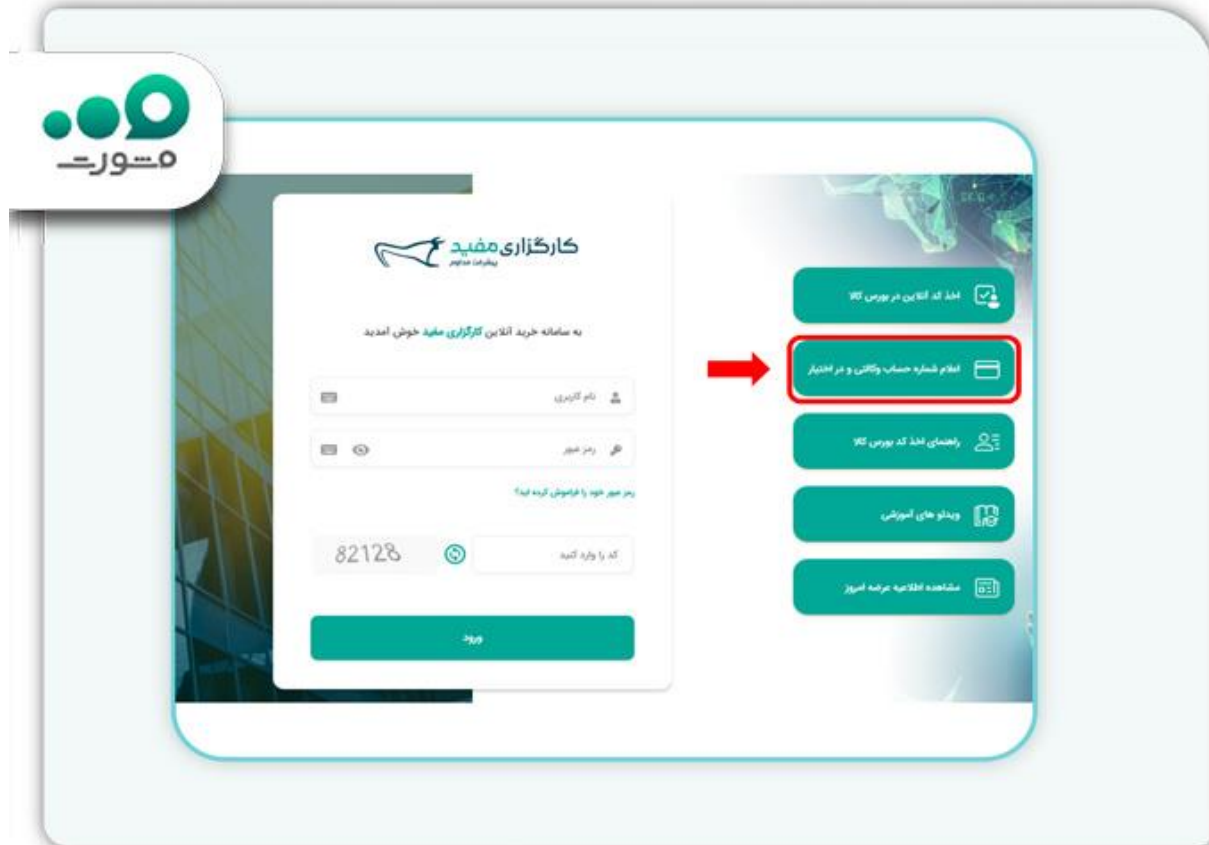 مشورت
کارگزاری مفید
پیشرفت مداوم
به سامانه خرید آنلاین کارگزاری مفید خوش آمدید
نام کاربری
رمز عبور
رمز عبور خود را فراموش کرده اید؟
کد را وارد کنید
82128
ورود
اخذ کد آنلاین در بورس کالا
اعلام شماره حساب وکالتی و در اختیار
راهنمای اخذ کد بورس کالا
ویدئو های آموزشی
مشاهده اطلاعیه عرضه امروز